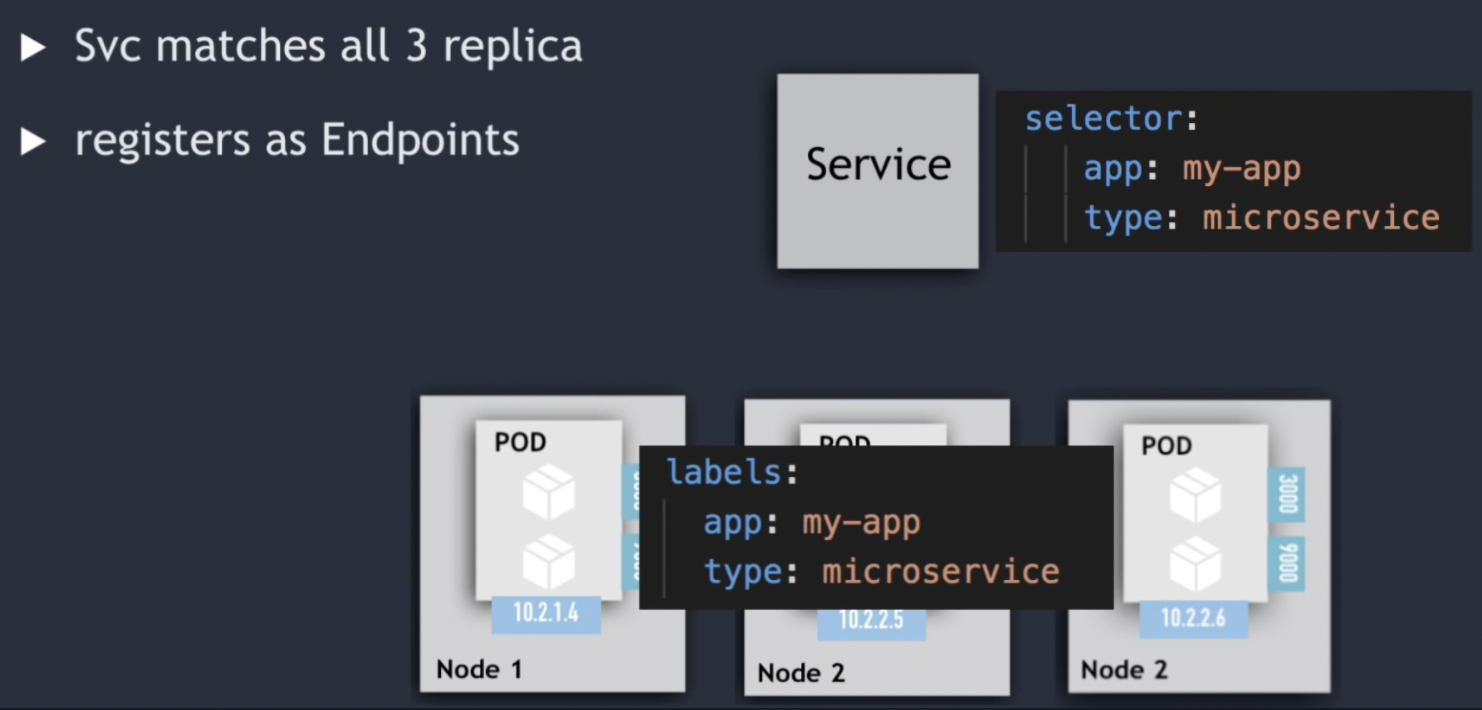 Svc matches all 3 replica
registers as Endpoints
Service
selector:
app: my-app
type: microservice
POD
10.2.1.4
Node 1
POD
labels:
app: my-app
type: microservice
10.2.2.5
Node 2
POD
3000
9000
10.2.2.6
Node 2